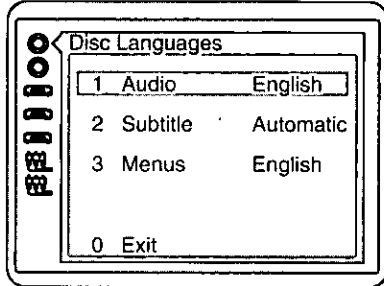 Disc Languages
1 Audio English
2 Subtitle Automatic
3 Menus English
0 Exit